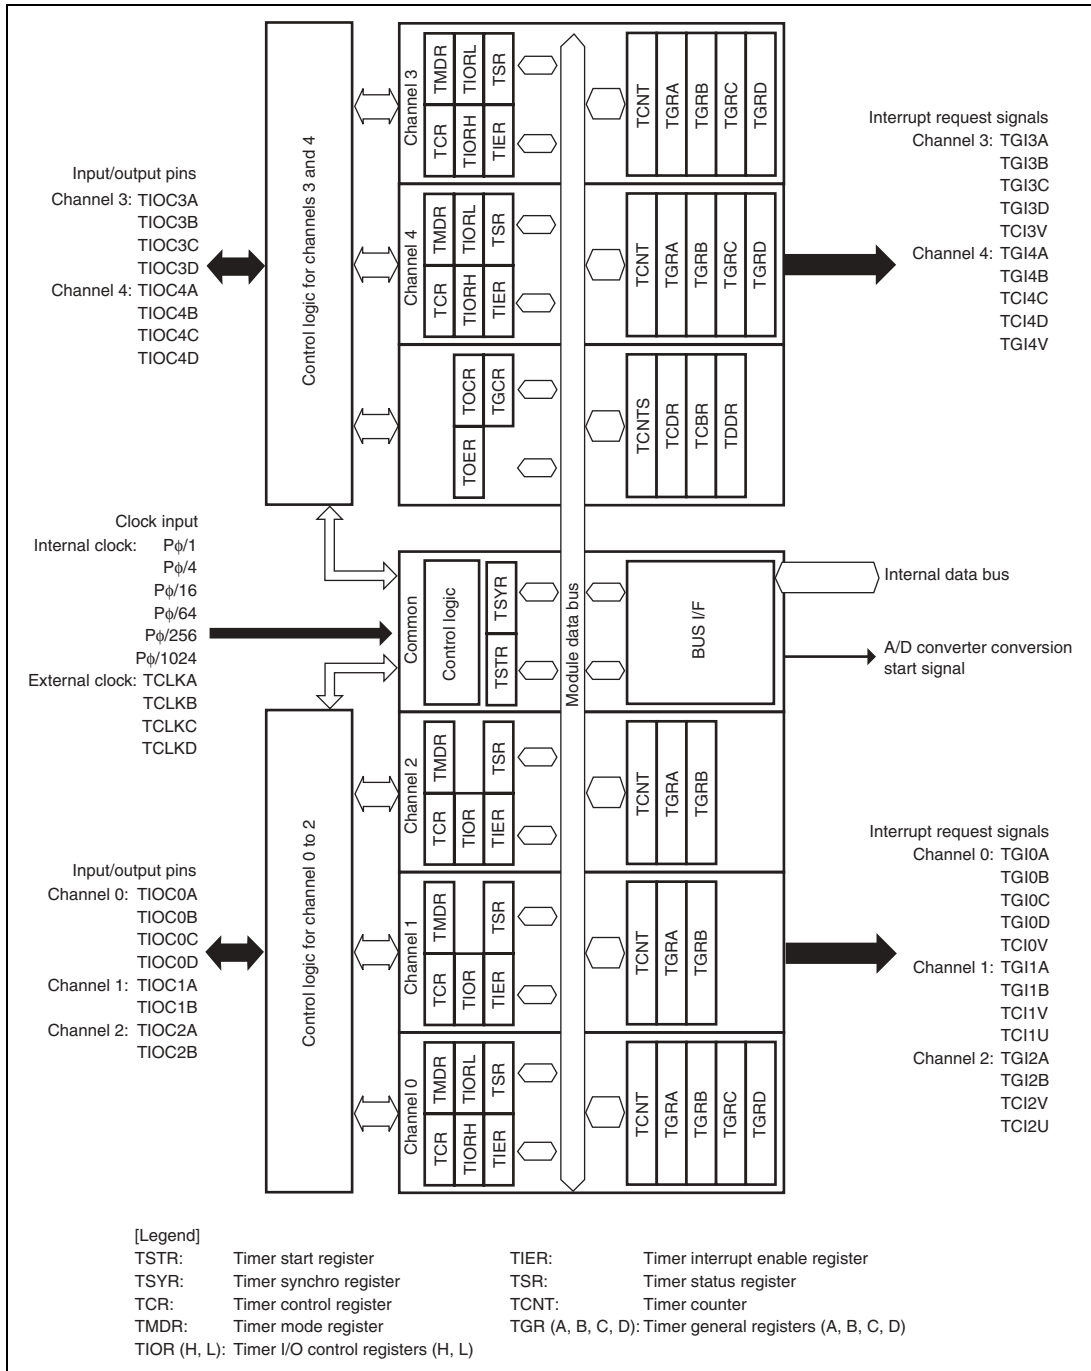 Input/output pins
Channel 3: TIOC3A
TIOC3B
TIOC3C
TIOC3D
Channel 4: TIOC4A
TIOC4B
TIOC4C
TIOC4D
Clock input
Internal clock: Pφ/1
Pφ/4
Pφ/16
Pφ/64
Pφ/256
Pφ/1024
External clock: TCLKA
TCLKB
TCLKC
TCLKD
Input/output pins
Channel 0: TIOC0A
TIOC0B
TIOC0C
TIOC0D
Channel 1: TIOC1A
TIOC1B
Channel 2: TIOC2A
TIOC2B
Control logic for channels 3 and 4
Control logic for channel 0 to 2
Channel 3
TMDR
TIORL
TSR
TCR
TIORH
TIER
TCNT
TGRA
TGRB
TGRC
TGRD
Channel 4
TMDR
TIORL
TSR
TCR
TIORH
TIER
TCNT
TGRA
TGRB
TGRC
TGRD
TOCR
TGCR
TOER
TCNTS
TCDR
TCBR
TDDR
Common
Control logic
TSYR
TSTR
Module data bus
BUS I/F
Channel 2
TMDR
TSR
TCR
TIOR
TIER
TCNT
TGRA
TGRB
Channel 1
TMDR
TSR
TCR
TIOR
TIER
TCNT
TGRA
TGRB
Channel 0
TMDR
TIORL
TSR
TCR
TIORH
TIER
TCNT
TGRA
TGRB
TGRC
TGRD
Interrupt request signals
Channel 3: TGI3A
TGI3B
TGI3C
TGI3D
TCI3V
Channel 4: TGI4A
TGI4B
TCI4C
TCI4D
TGI4V
Internal data bus
A/D converter conversion
start signal
Interrupt request signals
Channel 0: TGI0A
TGI0B
TGI0C
TGI0D
TCI0V
Channel 1: TGI1A
TGI1B
TCI1V
TCI1U
Channel 2: TGI2A
TGI2B
TCI2V
TCI2U
[Legend]
TSTR: Timer start register
TSYR: Timer synchro register
TCR: Timer control register
TMDR: Timer mode register
TIOR (H, L): Timer I/O control registers (H, L)
TIER: Timer interrupt enable register
TSR: Timer status register
TCNT: Timer counter
TGR (A, B, C, D): Timer general registers (A, B, C, D)